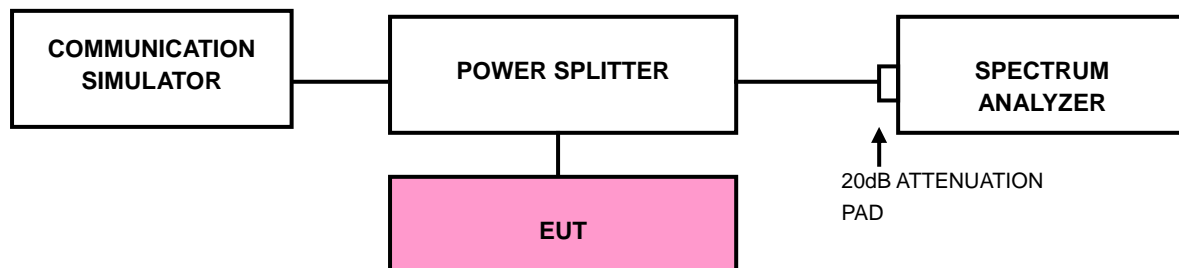 COMMUNICATION
SIMULATOR
POWER SPLITTER
SPECTRUM
ANALYZER
20dB ATTENUATION
PAD
EUT